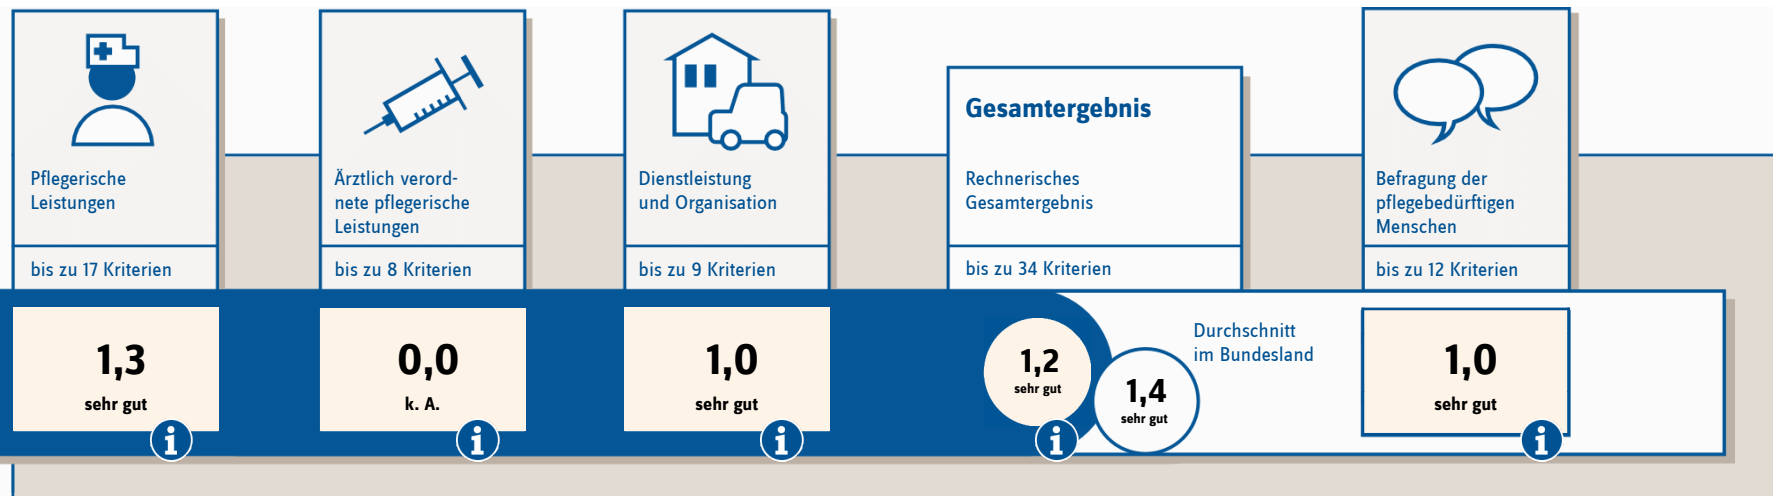 Pflegerische
Leistungen
bis zu 17 Kriterien
1,3
sehr gut
i
Ärztlich verord-
nete pflegerische
Leistungen
bis zu 8 Kriterien
0,0
k. A.
i
Dienstleistung
und Organisation
bis zu 9 Kriterien
1,0
sehr gut
i
Gesamtergebnis
Rechnerisches
Gesamtergebnis
bis zu 34 Kriterien
1,2
sehr gut
i
1,4
sehr gut
Durchschnitt
im Bundesland
Befragung der
pflegebedürftigen
Menschen
bis zu 12 Kriterien
1,0
sehr gut
i